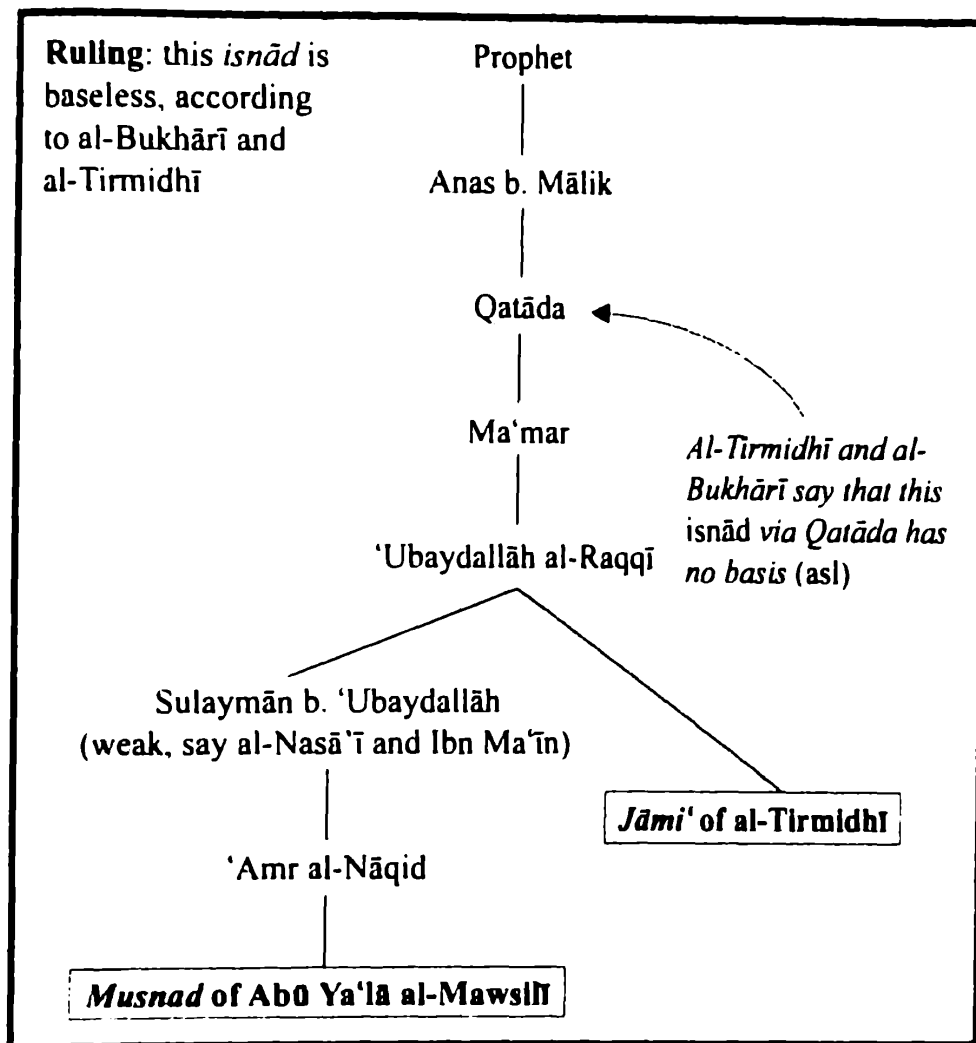 Ruling: this isnād is
baseless, according
to al-Bukhārī and
al-Tirmidhī
Prophet
Anas b. Mālik
Qatāda
Ma‘mar
Al-Tirmidhī and al-
Bukhārī say that this
isnād via Qatāda has
no basis (asl)
‘Ubaydallāh al-Raqqī
Sulaymān b. ‘Ubaydallāh
(weak, say al-Nasā’ī and Ibn Ma‘īn)
Jāmi‘ of al-Tirmidhī
‘Amr al-Nāqid
Musnad of Abū Ya‘lā al-Mawsilī